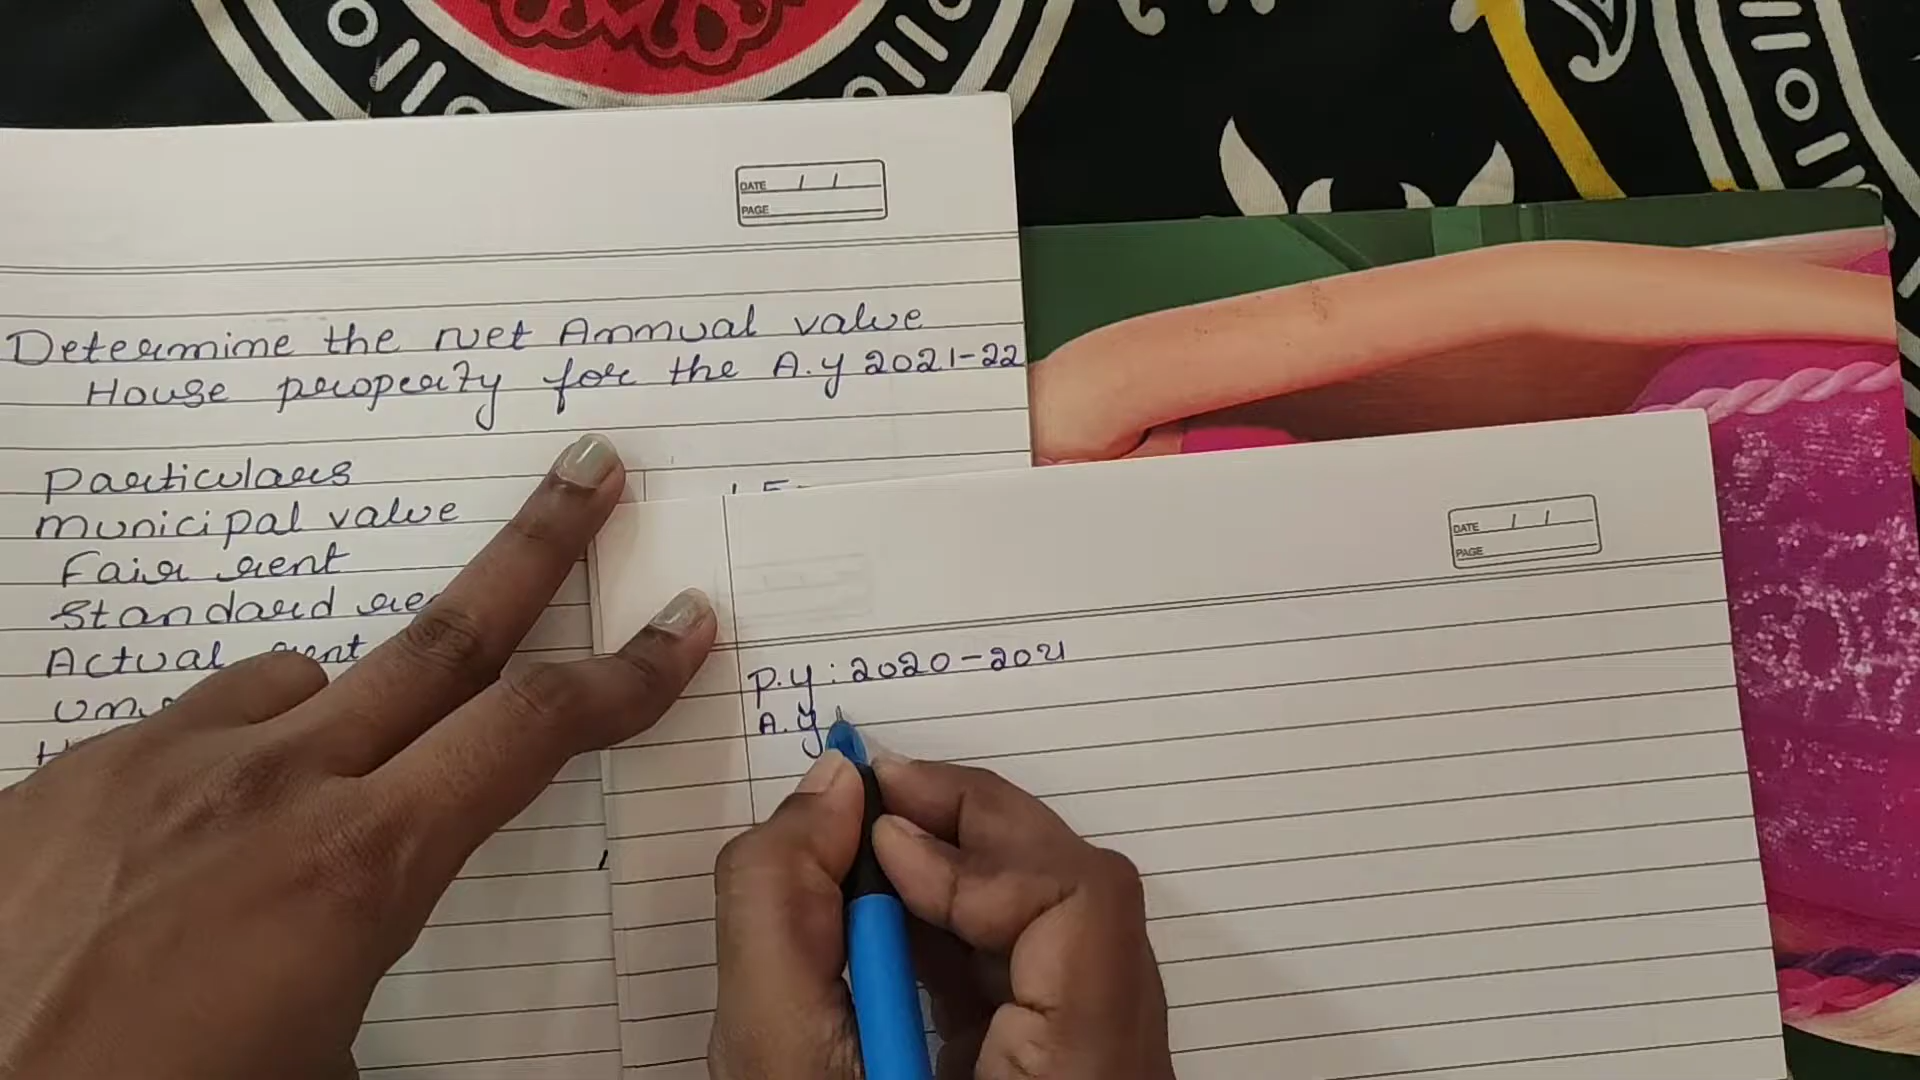 DATE / /
PAGE
Determine the Net Annual value
House property for the A.y 2021-22
Particulars
Municipal value
Fair rent
Standard
Actual rent
DATE / /
PAGE
P.y : 2020-2021
A.y